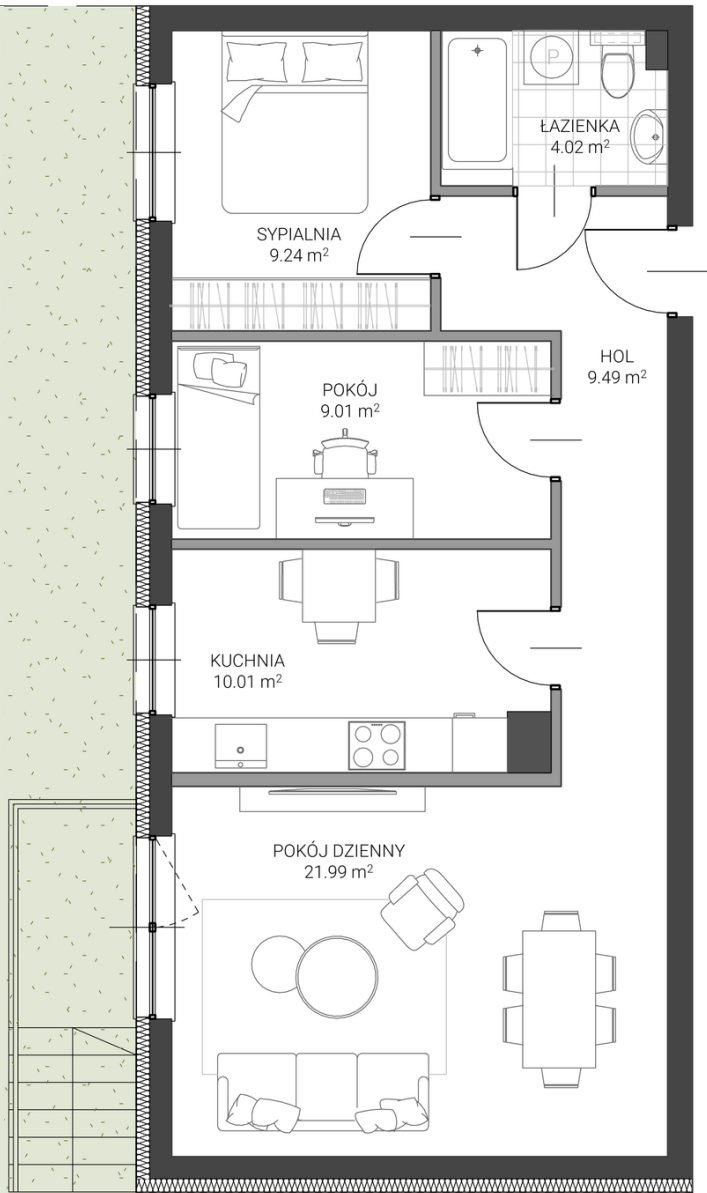 ŁAZIENKA
4.02 m²
P
SYPIALNIA
9.24 m²
HOL
9.49 m²
POKÓJ
9.01 m²
KUCHNIA
10.01 m²
POKÓJ DZIENNY
21.99 m²